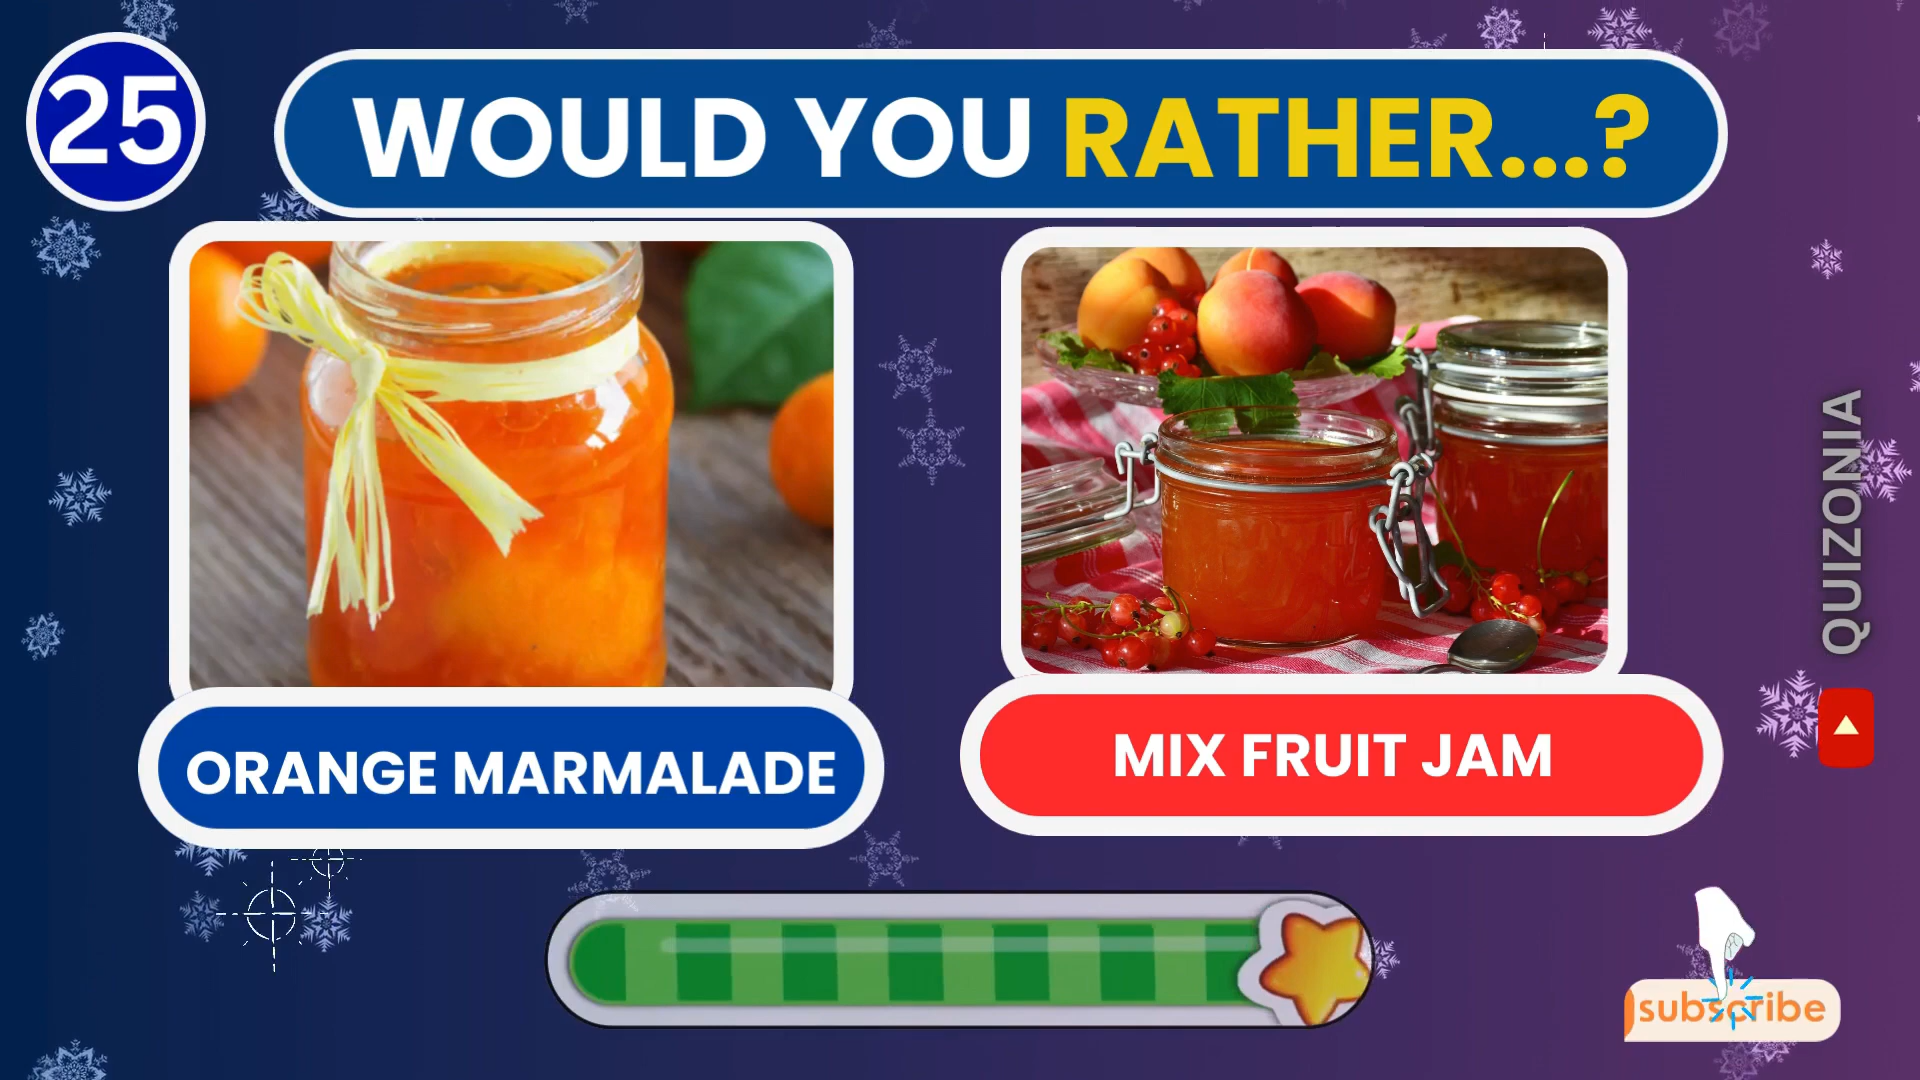 25
WOULD YOU RATHER...?
ORANGE MARMALADE
MIX FRUIT JAM
QUIZONIA
subscribe